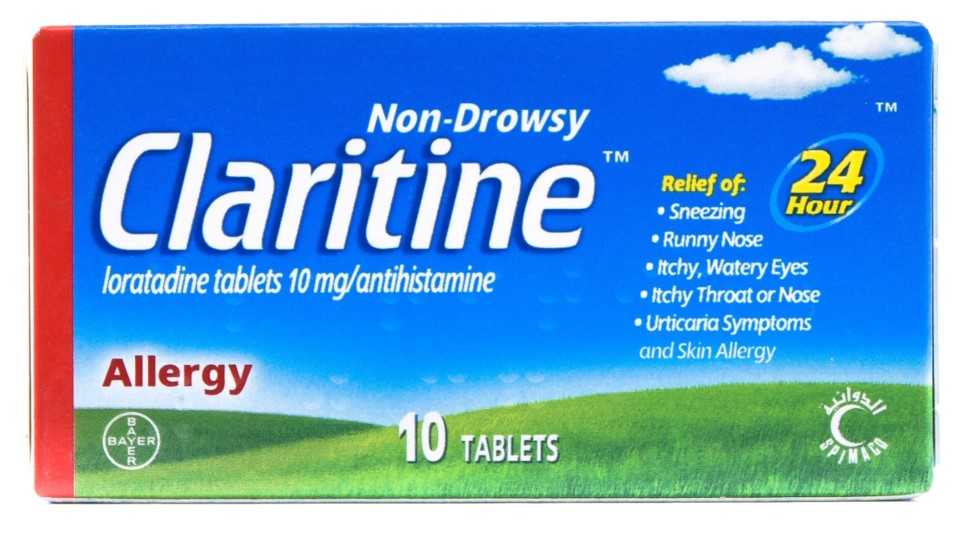 Non-Drowsy
Claritine™
loratadine tablets 10 mg/antihistamine
™
24
Hour
Relief of:
• Sneezing
• Runny Nose
• Itchy, Watery Eyes
• Itchy Throat or Nose
• Urticaria Symptoms
and Skin Allergy
Allergy
BAYER
BAYER
10 TABLETS
الدوائية
SPIMACO